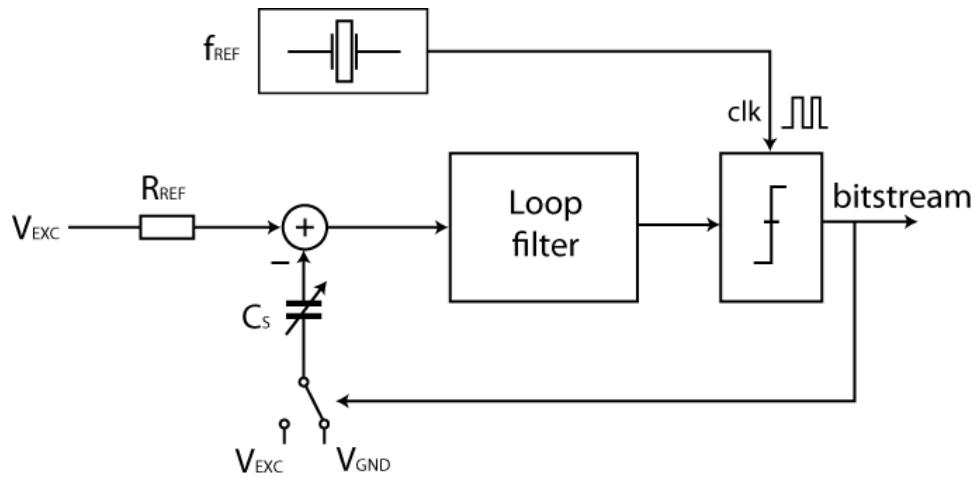 fREF
clk
RREF
VEXC
+
−
Loop
filter
bitstream
CS
VEXC
VGND